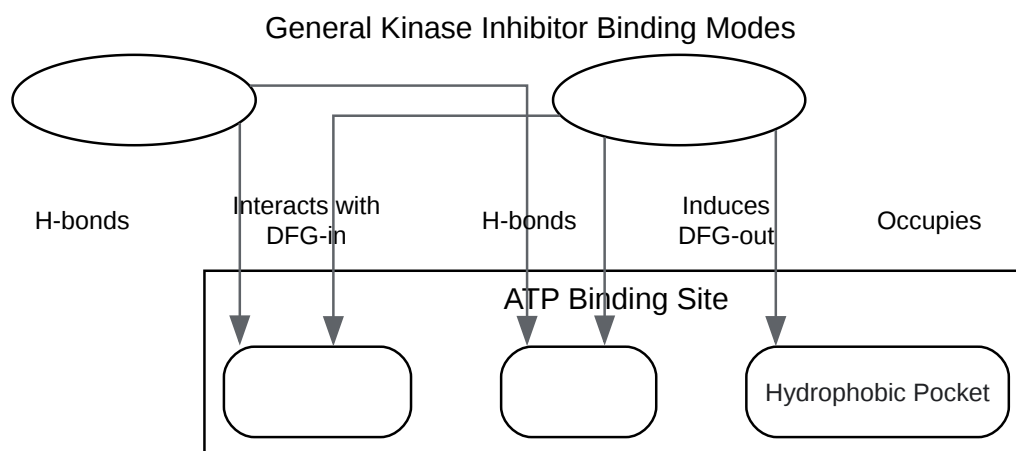 General Kinase Inhibitor Binding Modes
H-bonds
Interacts with
DFG-in
H-bonds
Induces
DFG-out
Occupies
ATP Binding Site
Hydrophobic Pocket